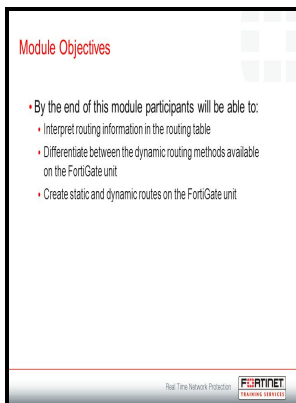 Module Objectives
• By the end of this module participants will be able to:
• Interpret routing information in the routing table
• Differentiate between the dynamic routing methods available
on the FortiGate unit
• Create static and dynamic routes on the FortiGate unit
Real Time Network Protection
FORTINET
TRAINING SERVICES